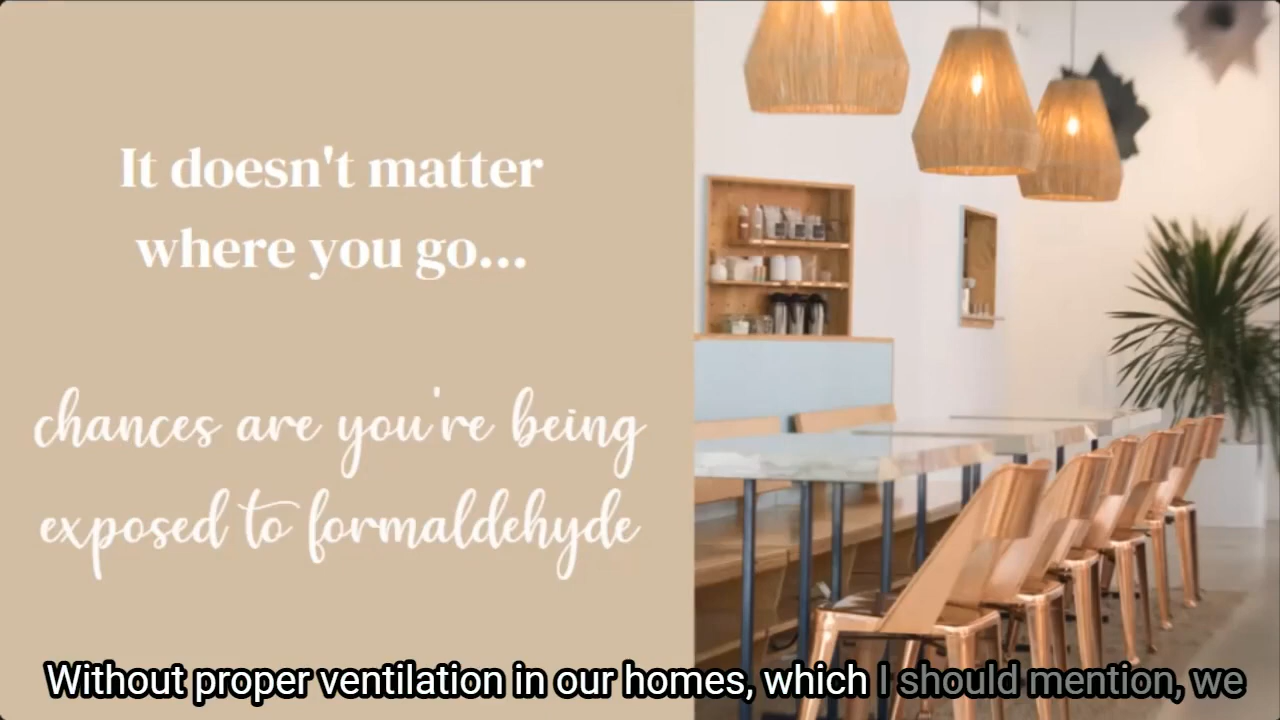 It doesn't matter
where you go...
chances are you're being
exposed to formaldehyde
Without proper ventilation in our homes, which I should mention, we